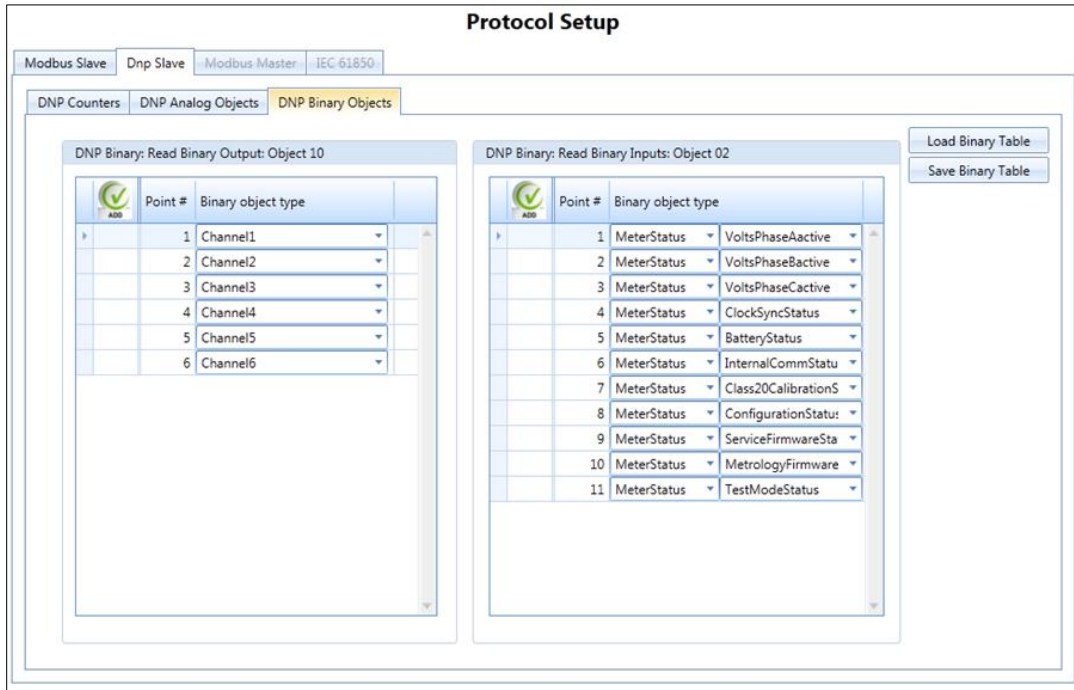 Protocol Setup
Modbus Slave Dnp Slave Modbus Master IEC 61850
DNP Counters DNP Analog Objects DNP Binary Objects
Load Binary Table
Save Binary Table
DNP Binary: Read Binary Output: Object 10
ADD Point # Binary object type
1 Channel1
2 Channel2
3 Channel3
4 Channel4
5 Channel5
6 Channel6
DNP Binary: Read Binary Inputs: Object 02
ADD Point # Binary object type
1 MeterStatus VoltsPhaseAactive
2 MeterStatus VoltsPhaseBactive
3 MeterStatus VoltsPhaseCactive
4 MeterStatus ClockSyncStatus
5 MeterStatus BatteryStatus
6 MeterStatus InternalCommStatu
7 MeterStatus Class20CalibrationS
8 MeterStatus ConfigurationStatu
9 MeterStatus ServiceFirmwareSta
10 MeterStatus MetrologyFirmware
11 MeterStatus TestModeStatus